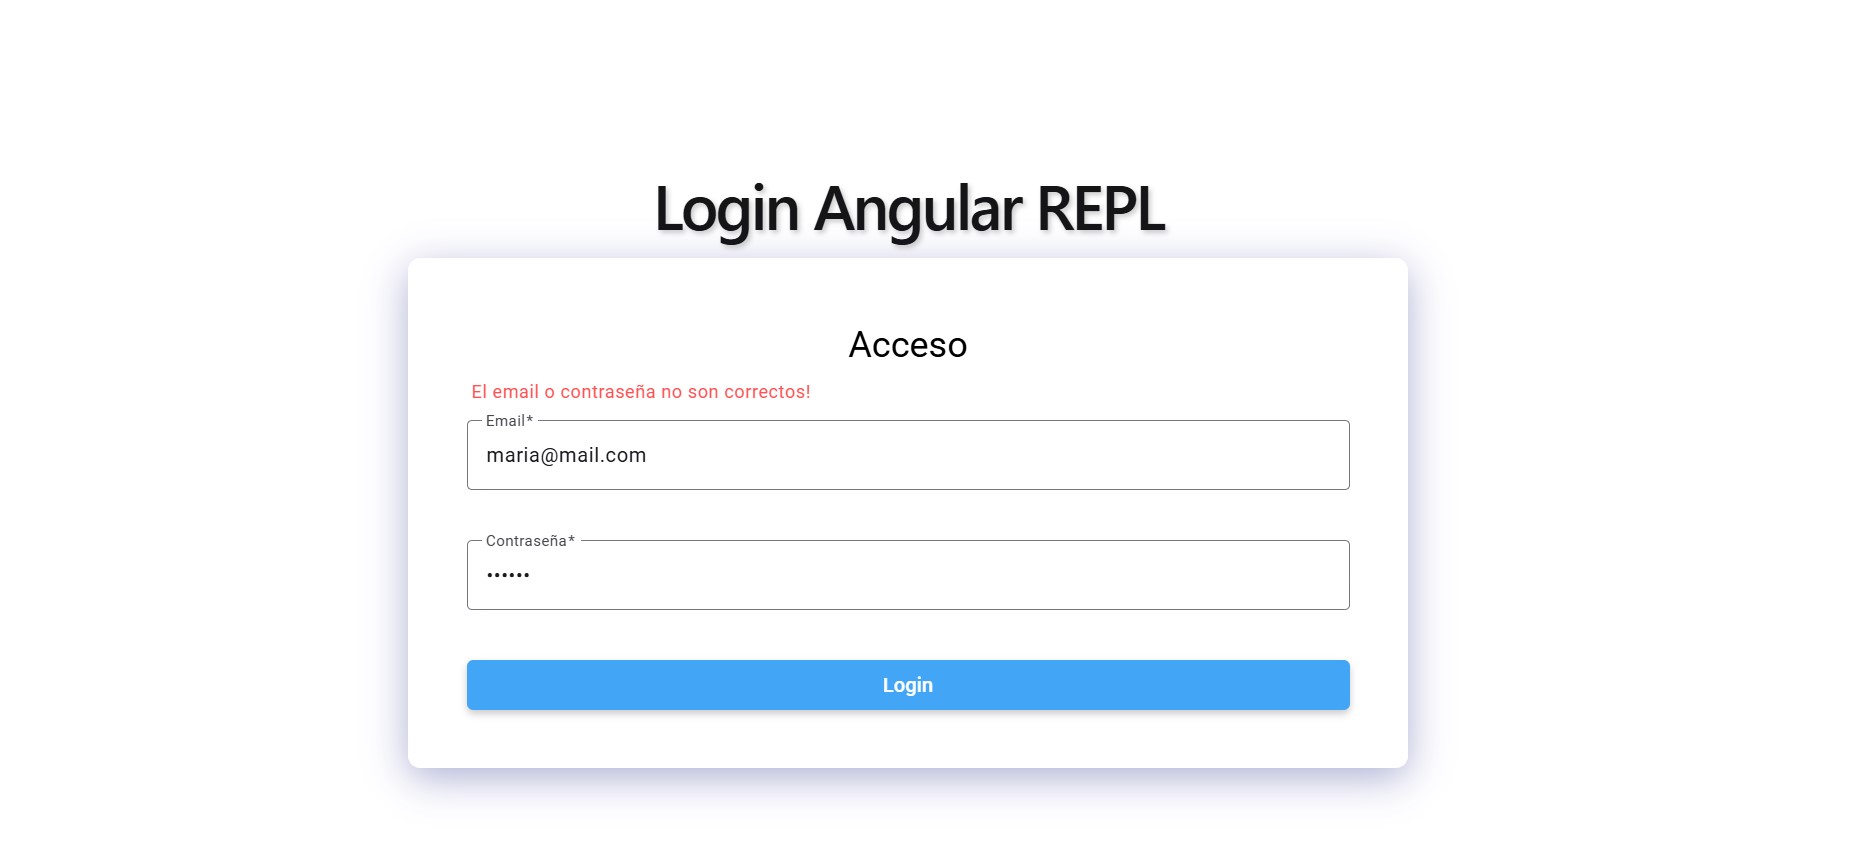 Login Angular REPL
Acceso
El email o contraseña no son correctos!
Email*
maria@mail.com
Contraseña*
••••••
Login